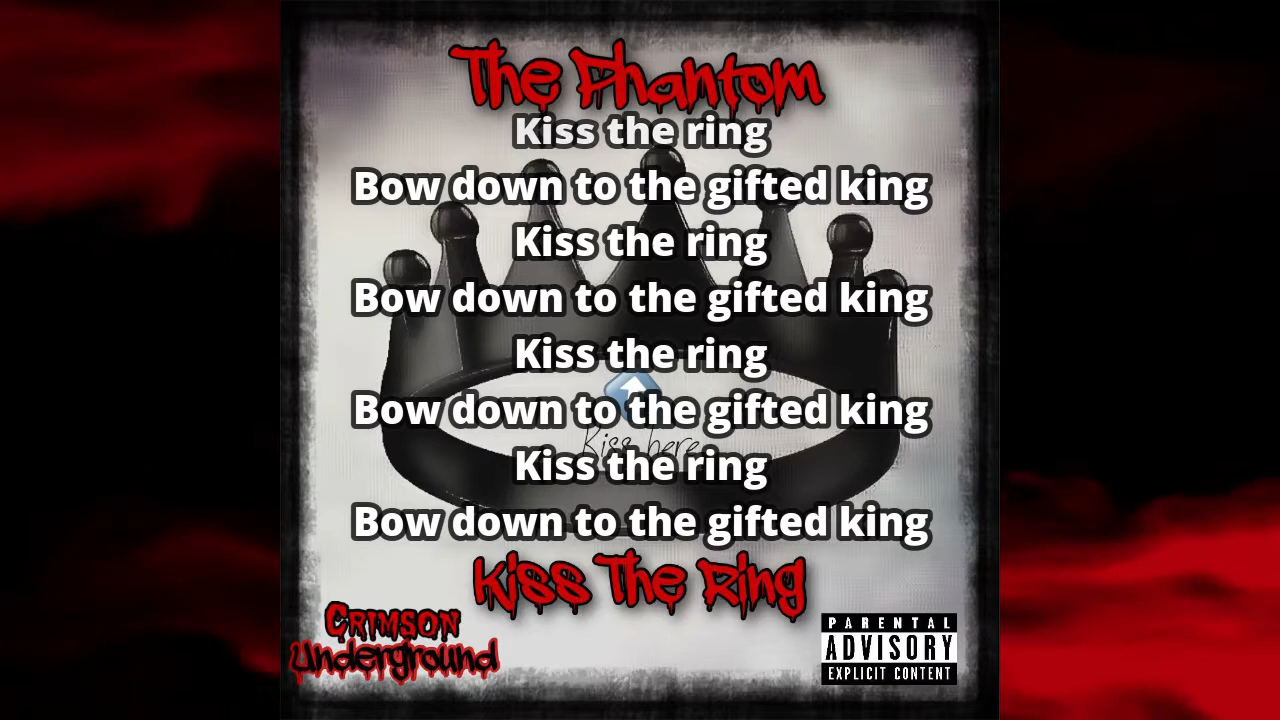 The Phantom
Kiss the ring
Bow down to the gifted king
Kiss the ring
Bow down to the gifted king
Kiss the ring
Bow down to the gifted king
Kiss here
Kiss the ring
Bow down to the gifted king
Kiss The Ring
Crimson
Underground
PARENTAL
ADVISORY
EXPLICIT CONTENT